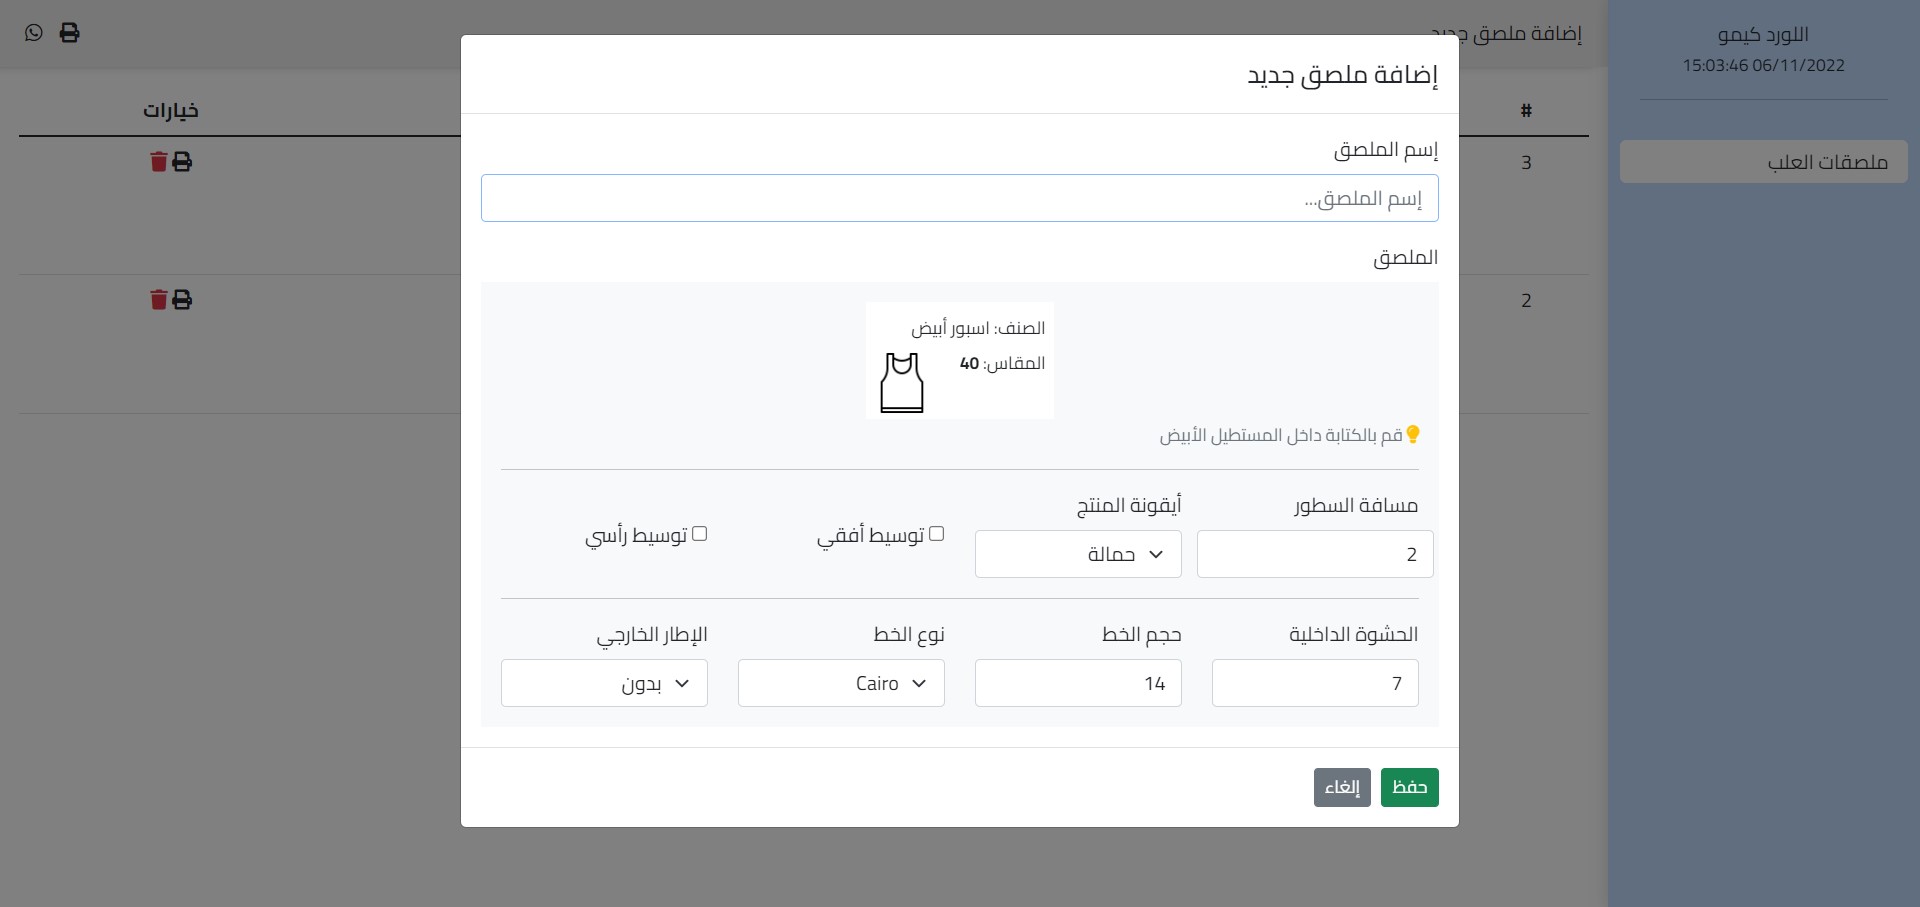 اللورد كيمو
15:03:46 06/11/2022
ملصقات العلب
إضافة ملصق جديد
#
خيارات
3
2
إضافة ملصق جديد
إسم الملصق
إسم الملصق...
الملصق
الصنف: اسبور أبيض
المقاس: 40
قم بالكتابة داخل المستطيل الأبيض
مسافة السطور
2
أيقونة المنتج
حمالة
توسيط أفقي
توسيط رأسي
الحشوة الداخلية
7
حجم الخط
14
نوع الخط
Cairo
الإطار الخارجي
بدون
حفظ
إلغاء